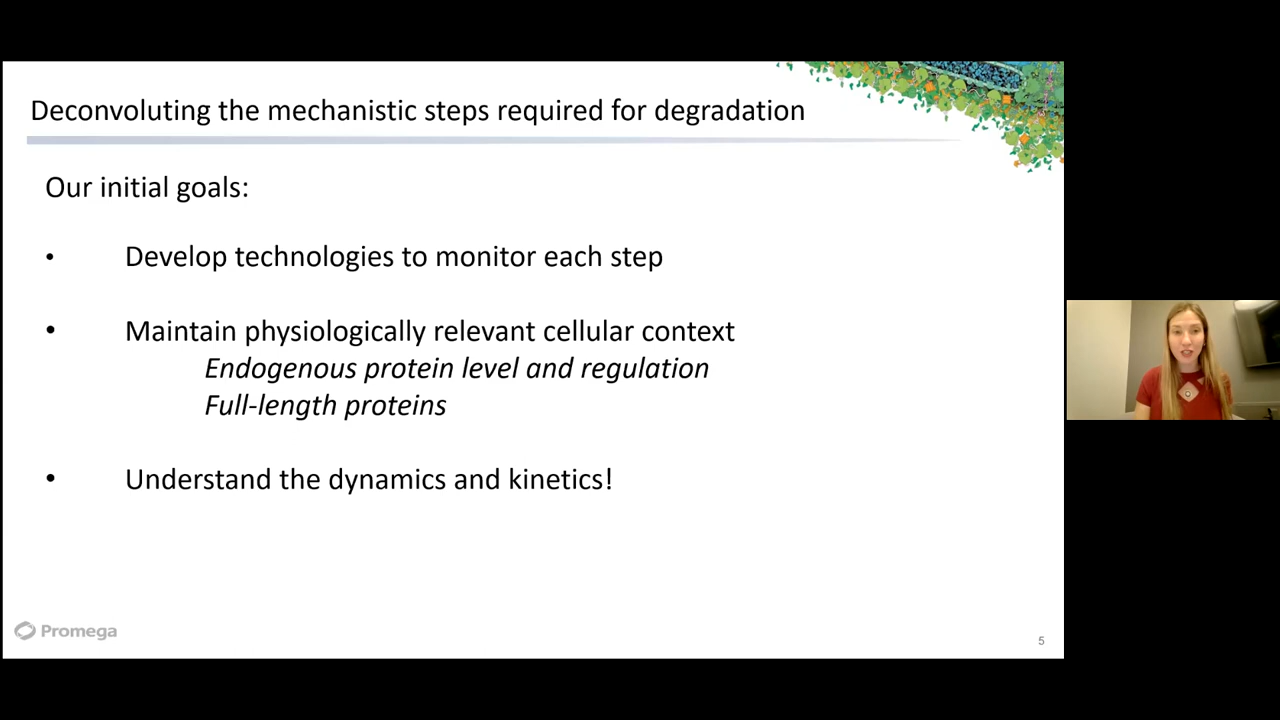 Deconvoluting the mechanistic steps required for degradation
Our initial goals:
• Develop technologies to monitor each step
• Maintain physiologically relevant cellular context
Endogenous protein level and regulation
Full-length proteins
• Understand the dynamics and kinetics!
Promega
5